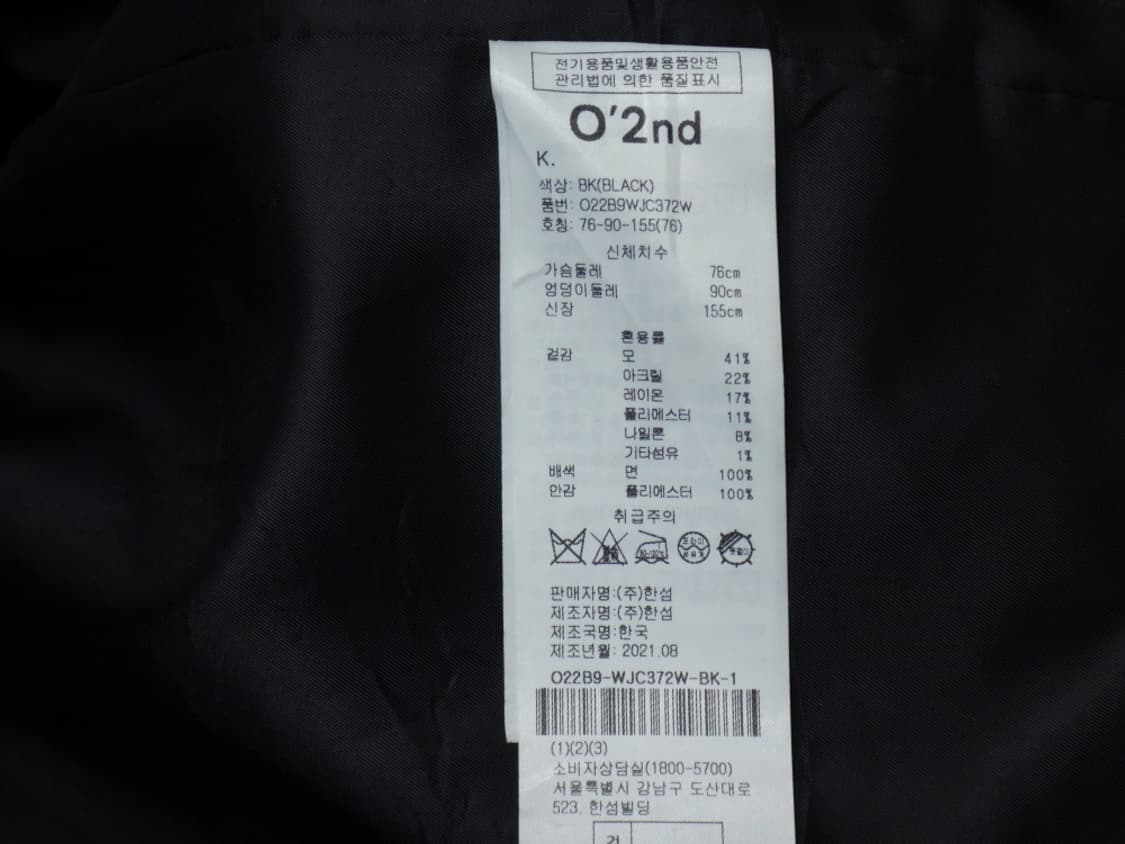 전기용품및생활용품안전
관리법에 의한 품질표시
O'2nd
K.
색상: BK(BLACK)
품번: O22B9WJC372W
호칭: 76-90-155(76)
신체치수
가슴둘레 76cm
엉덩이둘레 90cm
신장 155cm
혼용률
겉감 모 41%
아크릴 22%
레이온 17%
폴리에스터 11%
나일론 8%
기타섬유 1%
배색 면 100%
안감 폴리에스터 100%
취급주의
80-120℃
드라이
옷걸이
판매자명:(주)한섬
제조자명:(주)한섬
제조국명:한국
제조년월: 2021.08
O22B9-WJC372W-BK-1
(1)(2)(3)
소비자상담실(1800-5700)
서울특별시 강남구 도산대로
523, 한섬빌딩